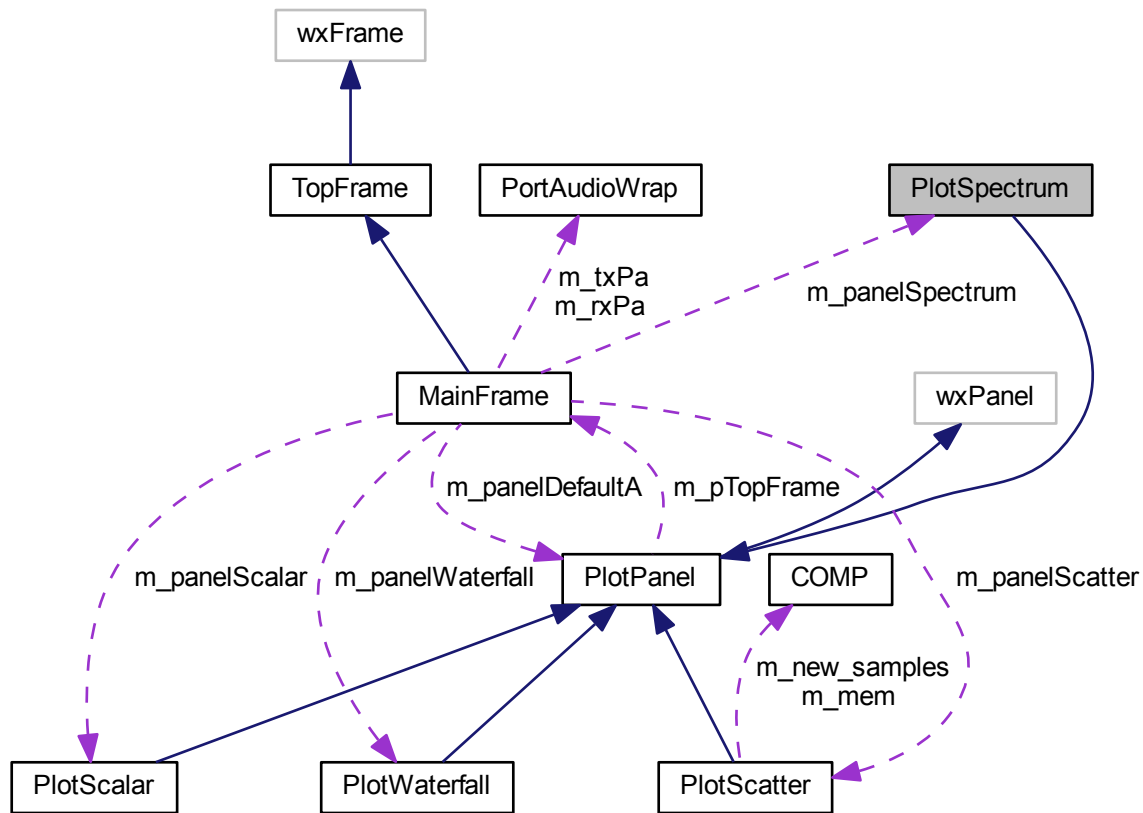 wxFrame
TopFrame
PortAudioWrap
PlotSpectrum
m_txPa
m_rxPa
m_panelSpectrum
MainFrame
wxPanel
m_panelDefaultA
m_pTopFrame
m_panelScalar
m_panelWaterfall
PlotPanel
COMP
m_panelScatter
m_new_samples
m_mem
PlotScalar
PlotWaterfall
PlotScatter